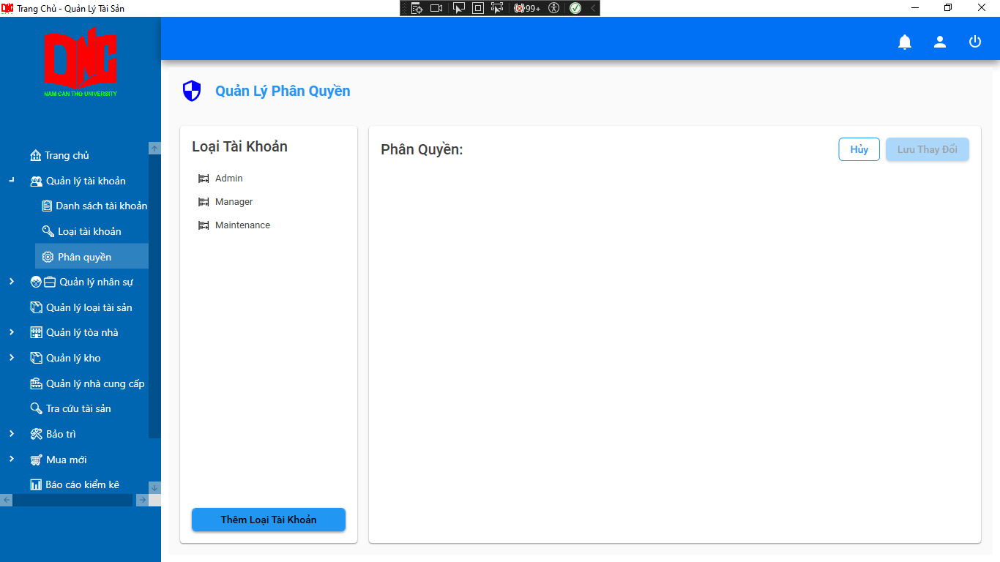 Trang Chủ - Quản Lý Tài Sản
99+
DNC
NAM CAN THO UNIVERSITY
Trang chủ
Quản lý tài khoản
Danh sách tài khoản
Loại tài khoản
Phân quyền
Quản lý nhân sự
Quản lý loại tài sản
Quản lý tòa nhà
Quản lý kho
Quản lý nhà cung cấp
Tra cứu tài sản
Bảo trì
Mua mới
Báo cáo kiểm kê
Quản Lý Phân Quyền
Loại Tài Khoản
Admin
Manager
Maintenance
Thêm Loại Tài Khoản
Phân Quyền:
Hủy
Lưu Thay Đổi